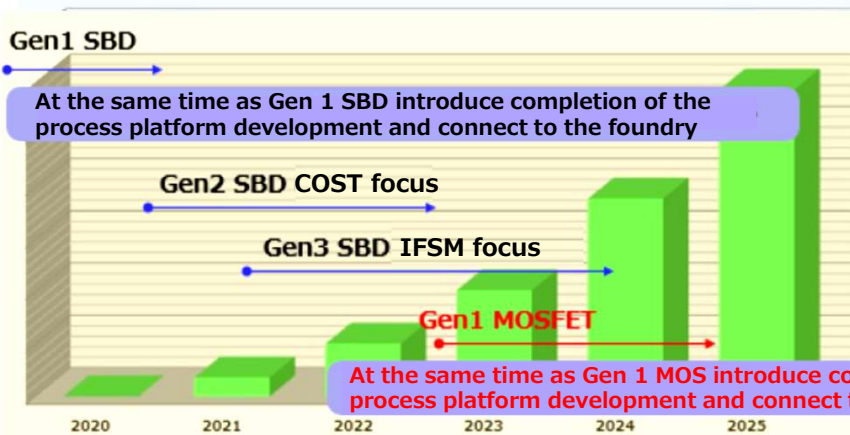 Gen1 SBD
At the same time as Gen 1 SBD introduce completion of the
process platform development and connect to the foundry
Gen2 SBD COST focus
Gen3 SBD IFSM focus
Gen1 MOSFET
At the same time as Gen 1 MOS introduce
process platform development and connect
2020 2021 2022 2023 2024 2025